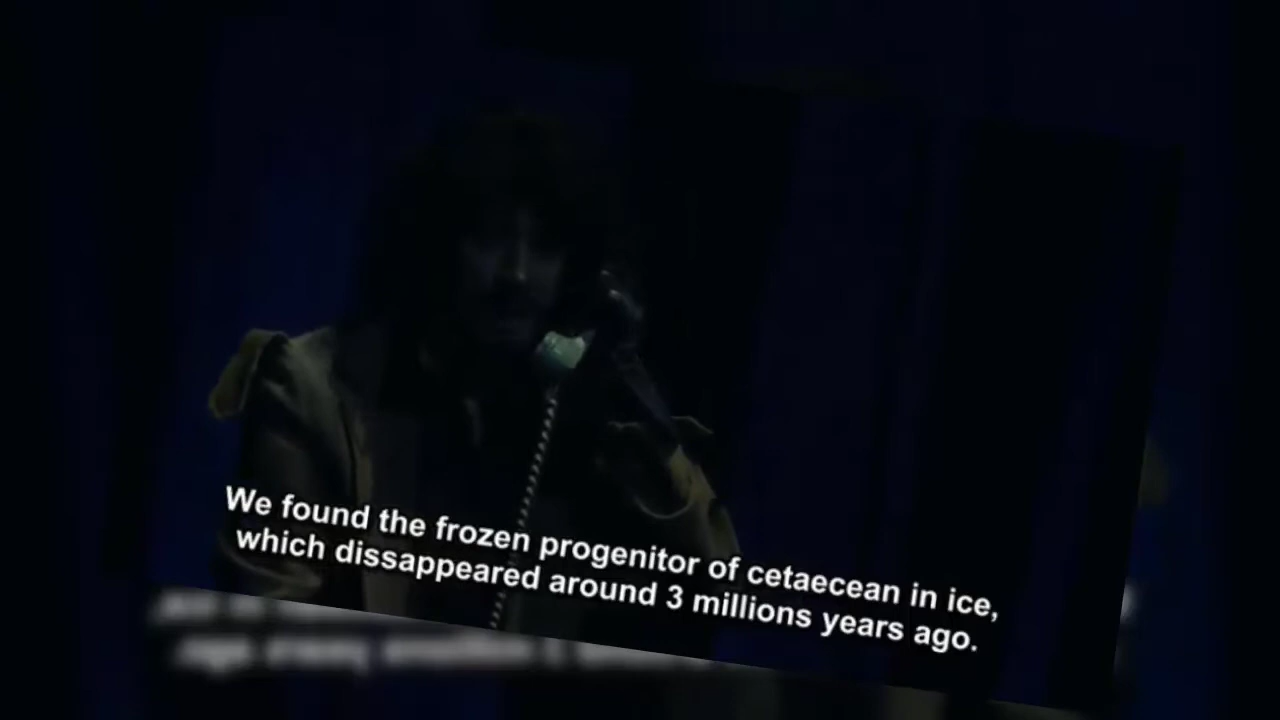 We found the frozen progenitor of cetaecean in ice,
which dissappeared around 3 millions years ago.